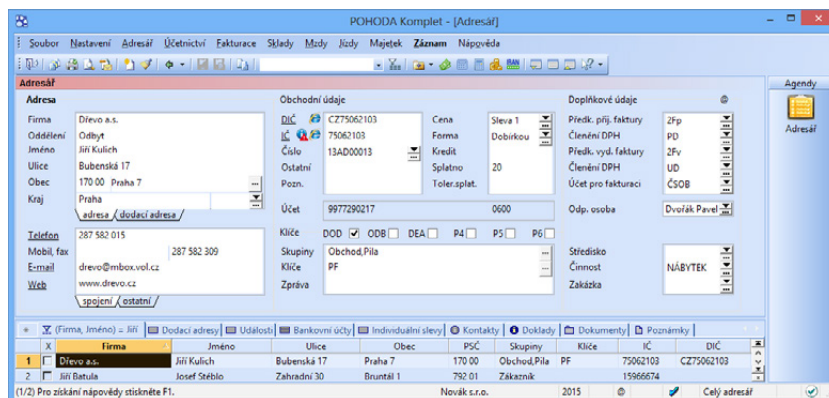 POHODA Komplet - [Adresář]
Soubor Nastavení Adresář Účetnictví Fakturace Sklady Mzdy Jízdy Majetek Záznam Nápověda
Adresář
Agendy
Adresa
Obchodní údaje
Doplňkové údaje
Firma Dřevo a.s.
Oddělení Odbyt
Jméno Jiří Kulich
Ulice Bubenská 17
Obec 170 00 Praha 7
Kraj Praha
adresa dodací adresa
DIČ CZ75062103
IČ 75062103
Číslo 13AD00013
Ostatní
Pozn.
Cena Sleva 1
Forma Dobírkou
Kredit
Splatno 20
Toler.splat.
Účet 9977290217 0600
Předk. přij. faktury 2Fp
Členění DPH PD
Předk. vyd. faktury 2Fv
Členění DPH UD
Účet pro fakturaci ČSOB
Odp. osoba Dvořák Pavel
Adresář
Telefon 287 582 015
Mobil, fax 287 582 309
E-mail drevo@mbox.vol.cz
Web www.drevo.cz
spojení ostatní
Klíče DOD ODB DEA P4 P5 P6
Skupiny Obchod,Pila
Klíče PF
Zpráva
Středisko
Činnost NÁBYTEK
Zakázka
(Firma, Jméno) = Jiří Dodací adresy Události Bankovní účty Individuální slevy Kontakty Doklady Dokumenty Poznámky
X Firma Jméno Ulice Obec PSČ Skupiny Klíče IČ DIČ
1 Dřevo a.s. Jiří Kulich Bubenská 17 Praha 7 170 00 Obchod,Pila PF 75062103 CZ75062103
2 Jiří Batula Josef Stéblo Zahradní 30 Bruntál 1 792 01 Zákazník 15966674
(1/2) Pro získání nápovědy stiskněte F1. Novák s.r.o. 2015 @ Celý adresář